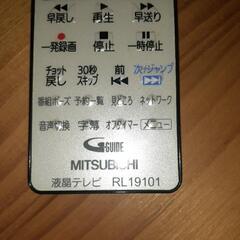 早戻し 再生 早送り
一発録画 停止 一時停止
チョット戻し 30秒スキップ 前 次/ジャンプ
番組ポーズ 予約一覧 見どころ ネットワーク
音声切換 字幕 オフタイマー メニュー
G-GUIDE
MITSUBISHI
液晶テレビ RL19101